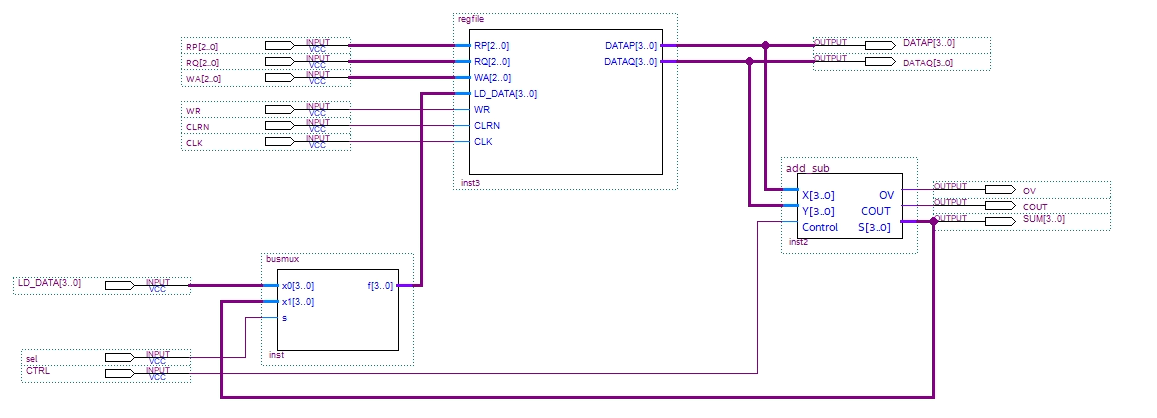 regfile
RP[2..0] INPUT VCC RP[2..0] DATAP[3..0] OUTPUT DATAP[3..0]
RQ[2..0] INPUT VCC RQ[2..0] DATAQ[3..0] OUTPUT DATAQ[3..0]
WA[2..0] INPUT VCC WA[2..0]
LD_DATA[3..0]
WR INPUT VCC WR
CLRN INPUT VCC CLRN
CLK INPUT VCC CLK
inst3
add_sub
X[3..0] OV OUTPUT OV
Y[3..0] COUT OUTPUT COUT
Control S[3..0] OUTPUT SUM[3..0]
inst2
busmux
LD_DATA[3..0] INPUT VCC x0[3..0] f[3..0]
x1[3..0]
s
inst
sel INPUT VCC
CTRL INPUT VCC